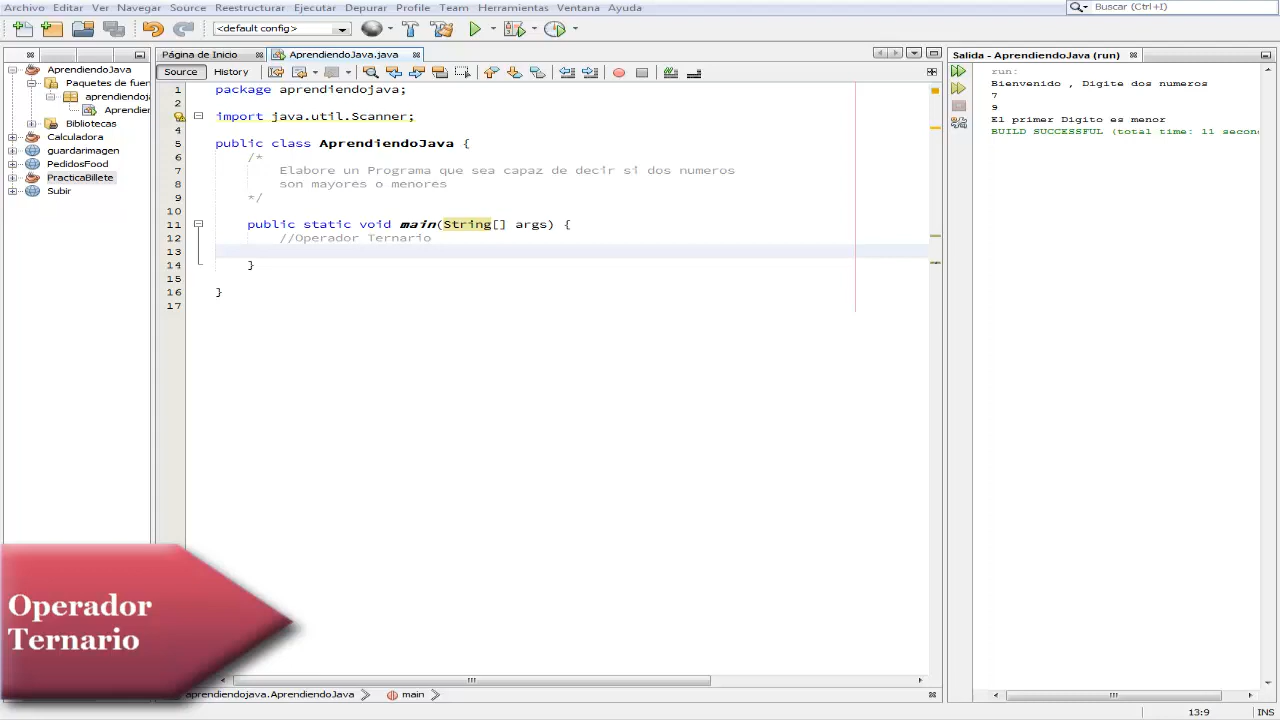 Archivo Editar Ver Navegar Source Reestructurar Ejecutar Depurar Profile Team Herramientas Ventana Ayuda
Buscar (Ctrl+I)
<default config>
Página de Inicio
AprendiendoJava.java
Salida - AprendiendoJava (run)
Source History
AprendiendoJava
Paquetes de fuen
aprendiendoja
Aprendien
Bibliotecas
Calculadora
guardarimagen
PedidosFood
PracticaBillete
Subir
1 package aprendiendojava;
2
3 import java.util.Scanner;
4
5 public class AprendiendoJava {
6 /*
7 Elabore un Programa que sea capaz de decir si dos numeros
8 son mayores o menores
9 */
10
11 public static void main(String[] args) {
12 //Operador Ternario
13
14 }
15
16 }
17
run:
Bienvenido , Digite dos numeros
7
9
El primer Digito es menor
BUILD SUCCESSFUL (total time: 11 secon
Operador
Ternario
aprendiendojava.AprendiendoJava
main
13:9
INS